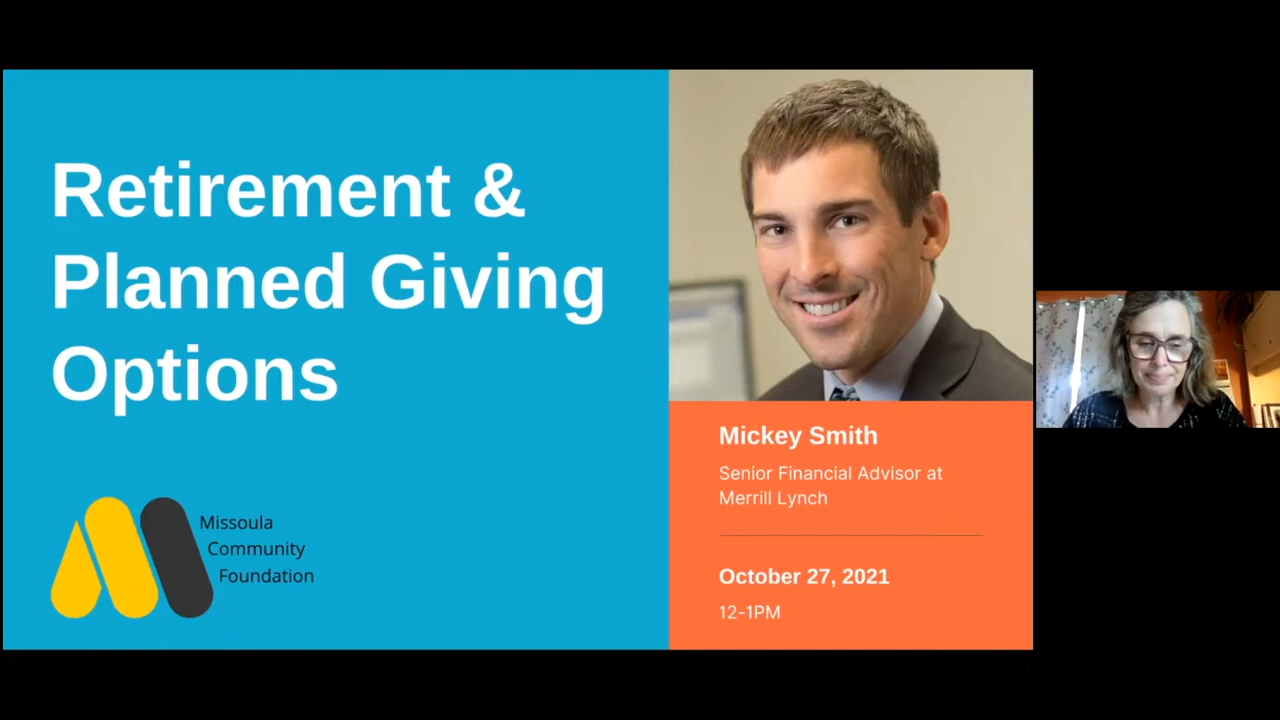 Retirement &
Planned Giving
Options
Missoula
Community
Foundation
Mickey Smith
Senior Financial Advisor at
Merrill Lynch
October 27, 2021
12-1PM